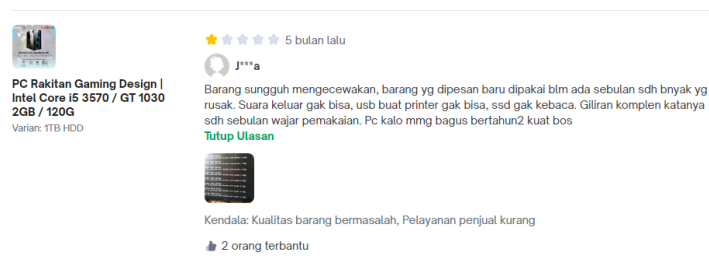 5 bulan lalu
J***a
PC Rakitan Gaming Design |
Intel Core i5 3570 / GT 1030
2GB / 120G
Varian: 1TB HDD
Barang sungguh mengecewakan, barang yg dipesan baru dipakai blm ada sebulan sdh bnyak yg
rusak. Suara keluar gak bisa, usb buat printer gak bisa, ssd gak kebaca. Giliran komplen katanya
sdh sebulan wajar pemakaian. Pc kalo mmg bagus bertahun2 kuat bos
Tutup Ulasan
Kendala: Kualitas barang bermasalah, Pelayanan penjual kurang
2 orang terbantu